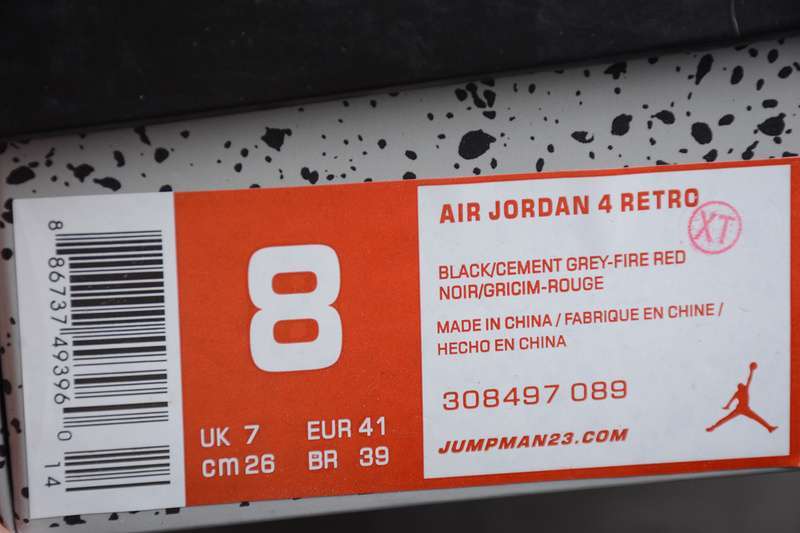 8 86737 49396 0 14
8
UK 7 EUR 41
CM 26 BR 39
AIR JORDAN 4 RETRO
XT
BLACK/CEMENT GREY-FIRE RED
NOIR/GRICIM-ROUGE
MADE IN CHINA / FABRIQUE EN CHINE /
HECHO EN CHINA
308497 089
JUMPMAN23.COM